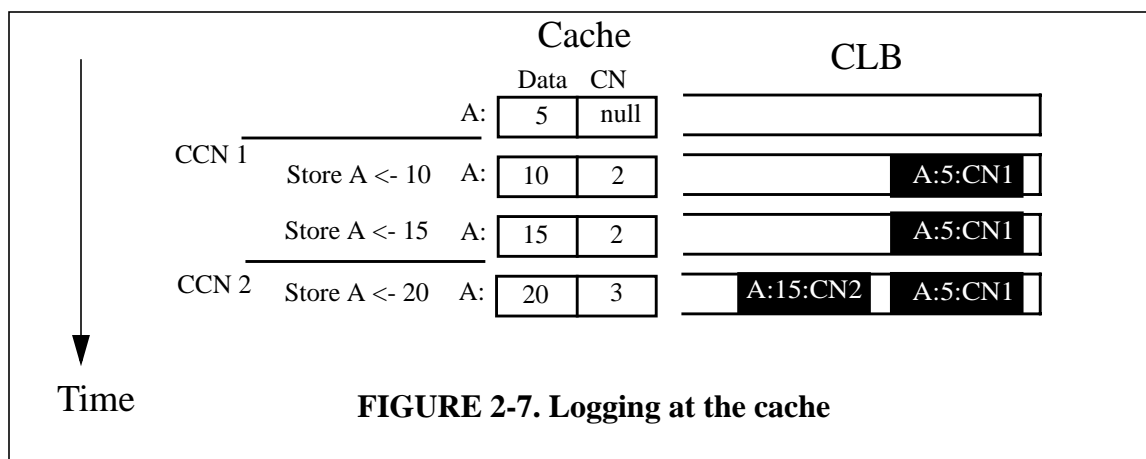 Cache
CLB
Data CN
A: 5 null
CCN 1
Store A <- 10 A: 10 2 A:5:CN1
Store A <- 15 A: 15 2 A:5:CN1
CCN 2
Store A <- 20 A: 20 3 A:15:CN2 A:5:CN1
Time
FIGURE 2-7. Logging at the cache